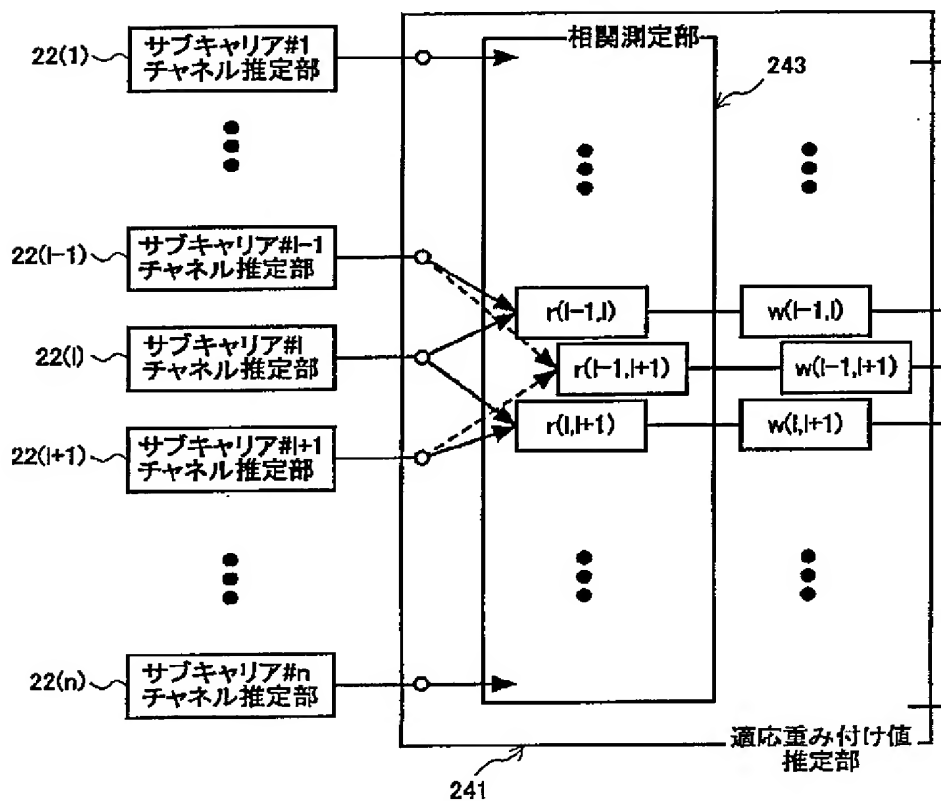 相関測定部
243
22(1)
サブキャリア#1
チャネル推定部
22(l-1)
サブキャリア#l-1
チャネル推定部
22(l)
サブキャリア#l
チャネル推定部
22(l+1)
サブキャリア#l+1
チャネル推定部
r(l-1,l)
w(l-1,l)
r(l-1,l+1)
w(l-1,l+1)
r(l,l+1)
w(l,l+1)
22(n)
サブキャリア#n
チャネル推定部
適応重み付け値
推定部
241